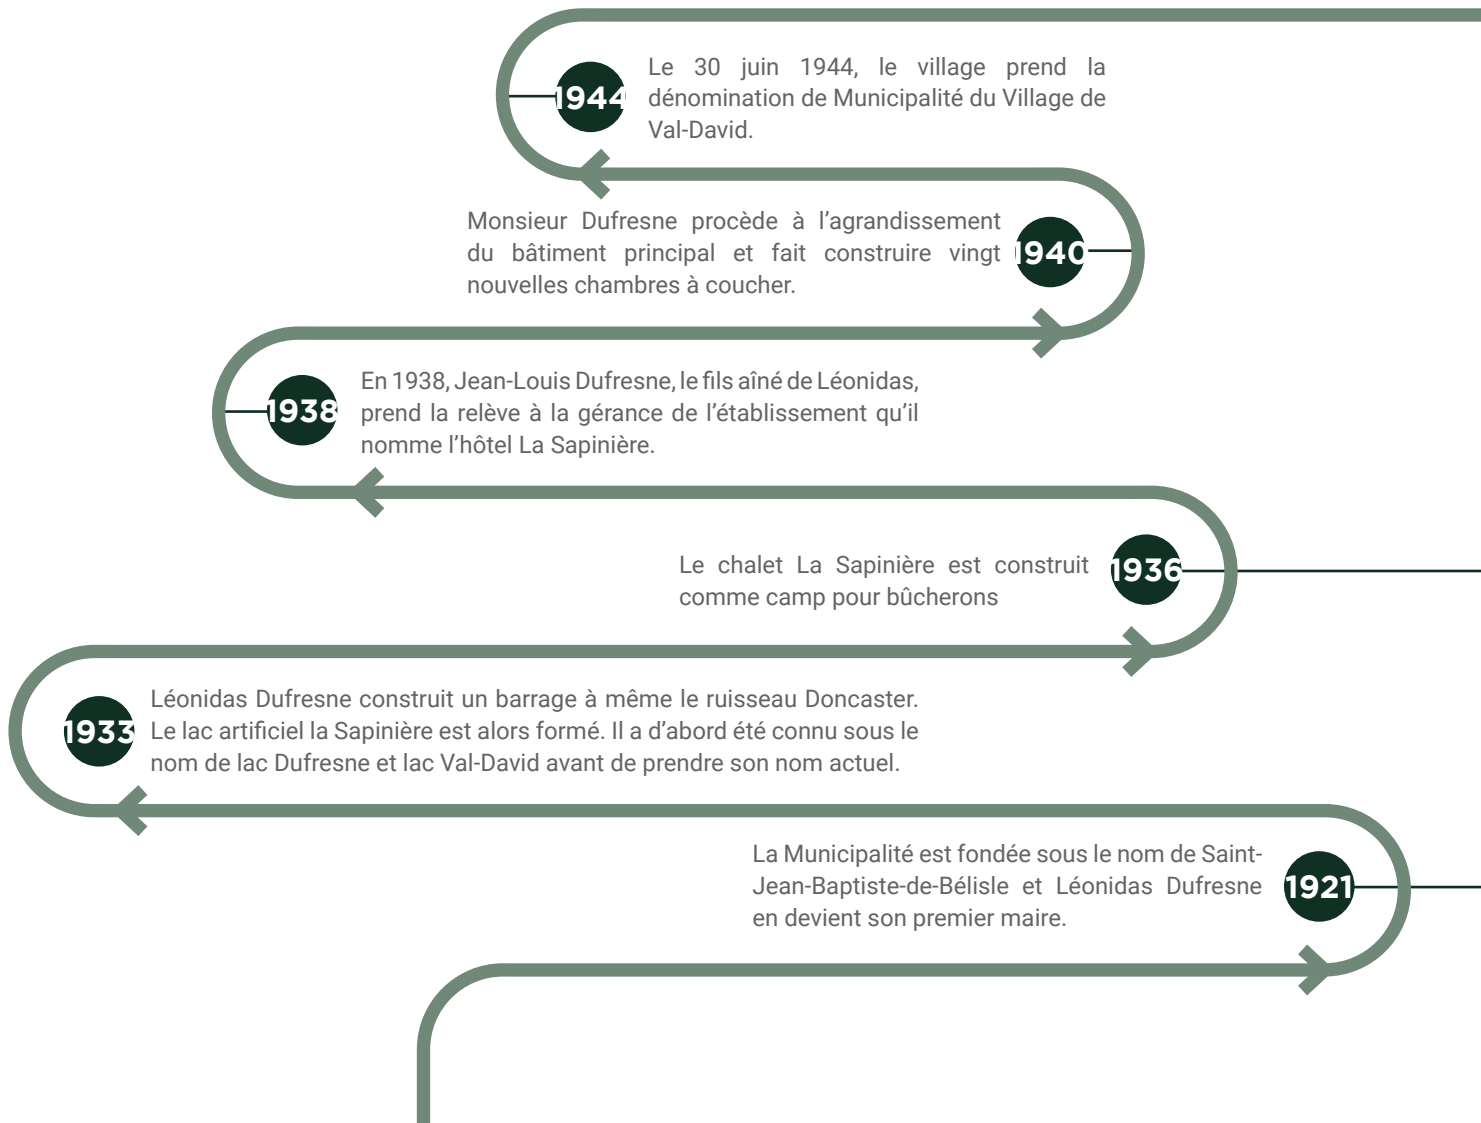 1944
Le 30 juin 1944, le village prend la
dénomination de Municipalité du Village de
Val-David.
Monsieur Dufresne procède à l’agrandissement
du bâtiment principal et fait construire vingt
nouvelles chambres à coucher.
1940
1938
En 1938, Jean-Louis Dufresne, le fils aîné de Léonidas,
prend la relève à la gérance de l’établissement qu’il
nomme l’hôtel La Sapinière.
Le chalet La Sapinière est construit
comme camp pour bûcherons
1936
1933
Léonidas Dufresne construit un barrage à même le ruisseau Doncaster.
Le lac artificiel la Sapinière est alors formé. Il a d’abord été connu sous le
nom de lac Dufresne et lac Val-David avant de prendre son nom actuel.
La Municipalité est fondée sous le nom de Saint-
Jean-Baptiste-de-Bélisle et Léonidas Dufresne
en devient son premier maire.
1921